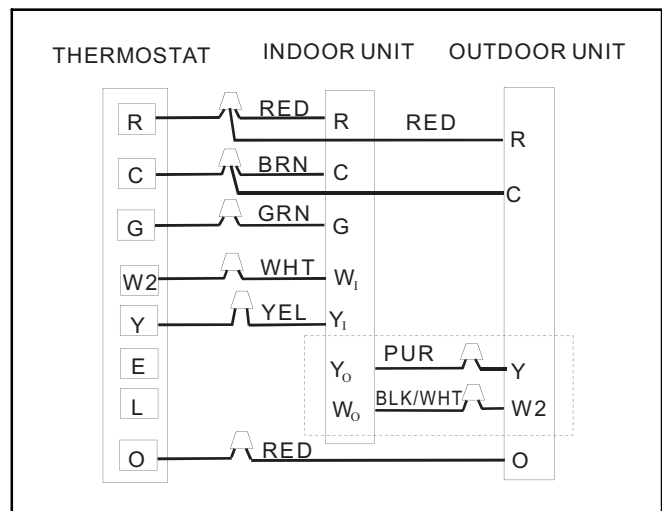 THERMOSTAT INDOOR UNIT OUTDOOR UNIT
R RED R RED R
C BRN C C
G GRN G
W2 WHT WI
Y YEL YI
E YO PUR Y
L WO BLK/WHT W2
O RED O